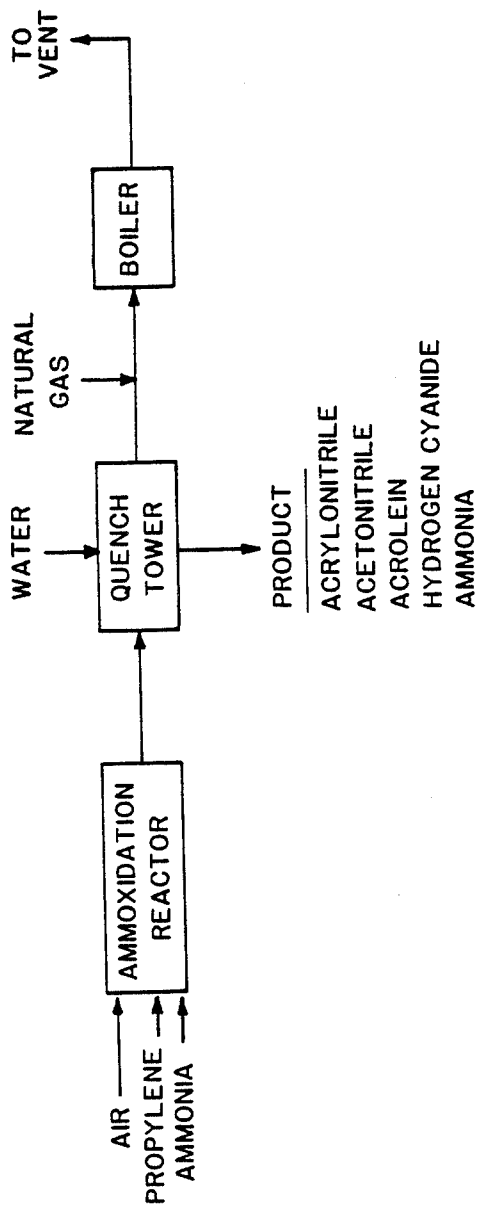 AIR
PROPYLENE
AMMONIA
AMMOXIDATION
REACTOR
WATER
QUENCH
TOWER
PRODUCT
ACRYLONITRILE
ACETONITRILE
ACROLEIN
HYDROGEN CYANIDE
AMMONIA
NATURAL
GAS
BOILER
TO
VENT